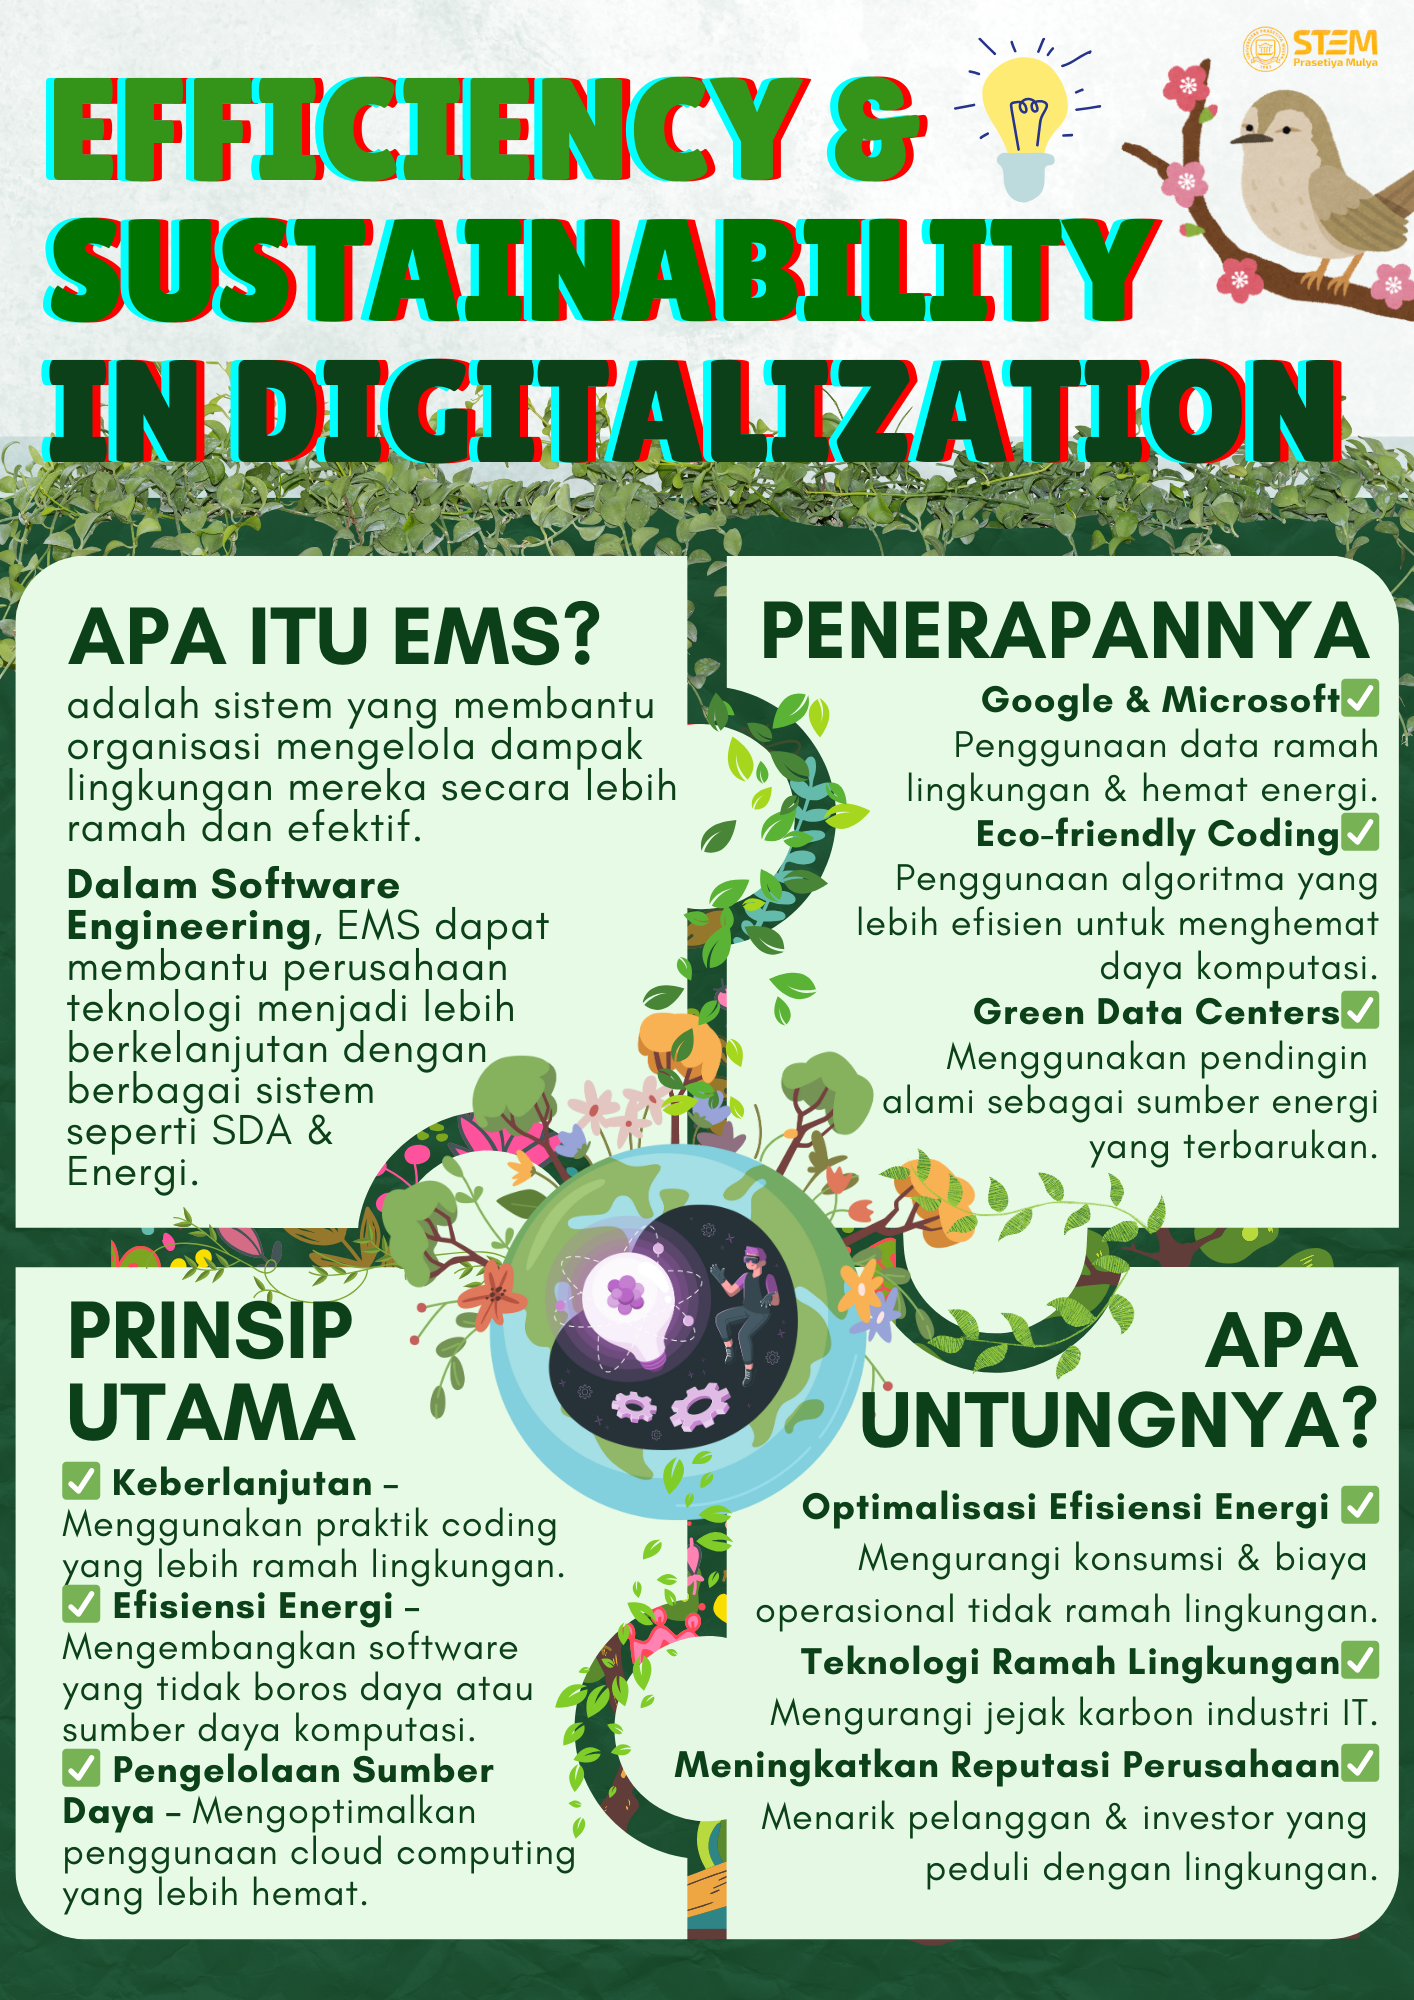 STEM
Prasetiya Mulya
EFFICIENCY &
SUSTAINABILITY
IN DIGITALIZATION
APA ITU EMS?
adalah sistem yang membantu
organisasi mengelola dampak
lingkungan mereka secara lebih
ramah dan efektif.
Dalam Software
Engineering, EMS dapat
membantu perusahaan
teknologi menjadi lebih
berkelanjutan dengan
berbagai sistem
seperti SDA &
Energi.
PENERAPANNYA
Google & Microsoft✅
Penggunaan data ramah
lingkungan & hemat energi.
Eco-friendly Coding✅
Penggunaan algoritma yang
lebih efisien untuk menghemat
daya komputasi.
Green Data Centers✅
Menggunakan pendingin
alami sebagai sumber energi
yang terbarukan.
PRINSIP
UTAMA
✅ Keberlanjutan –
Menggunakan praktik coding
yang lebih ramah lingkungan.
✅ Efisiensi Energi –
Mengembangkan software
yang tidak boros daya atau
sumber daya komputasi.
✅ Pengelolaan Sumber
Daya – Mengoptimalkan
penggunaan cloud computing
yang lebih hemat.
APA
UNTUNGNYA?
Optimalisasi Efisiensi Energi ✅
Mengurangi konsumsi & biaya
operasional tidak ramah lingkungan.
Teknologi Ramah Lingkungan✅
Mengurangi jejak karbon industri IT.
Meningkatkan Reputasi Perusahaan✅
Menarik pelanggan & investor yang
peduli dengan lingkungan.